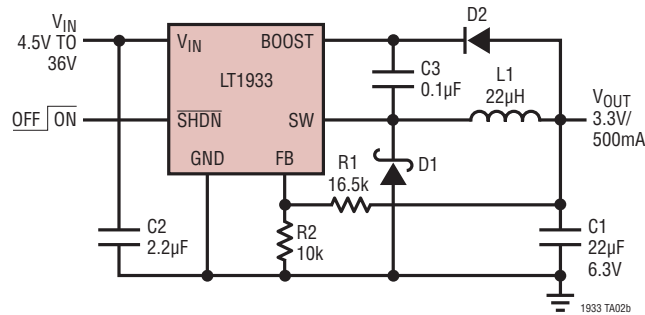 VIN
4.5V TO
36V
OFF ON
VIN
BOOST
LT1933
SHDN
SW
GND
FB
D2
C3
0.1µF
L1
22µH
VOUT
3.3V/
500mA
D1
R1
16.5k
R2
10k
C2
2.2µF
C1
22µF
6.3V
1933 TA02b